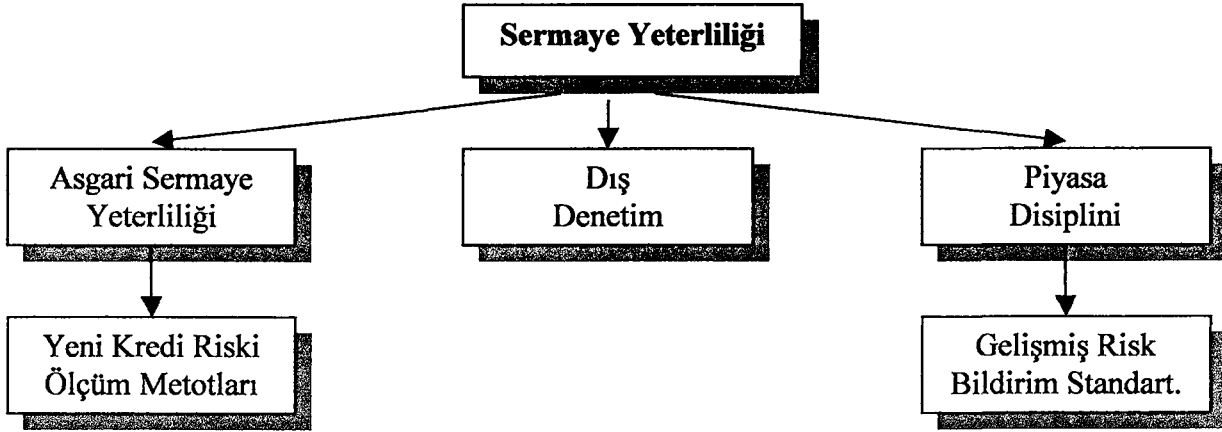 Sermaye Yeterliliği
Asgari Sermaye
Yeterliliği
Dış
Denetim
Piyasa
Disiplini
Yeni Kredi Riski
Ölçüm Metotları
Gelişmiş Risk
Bildirim Standart.